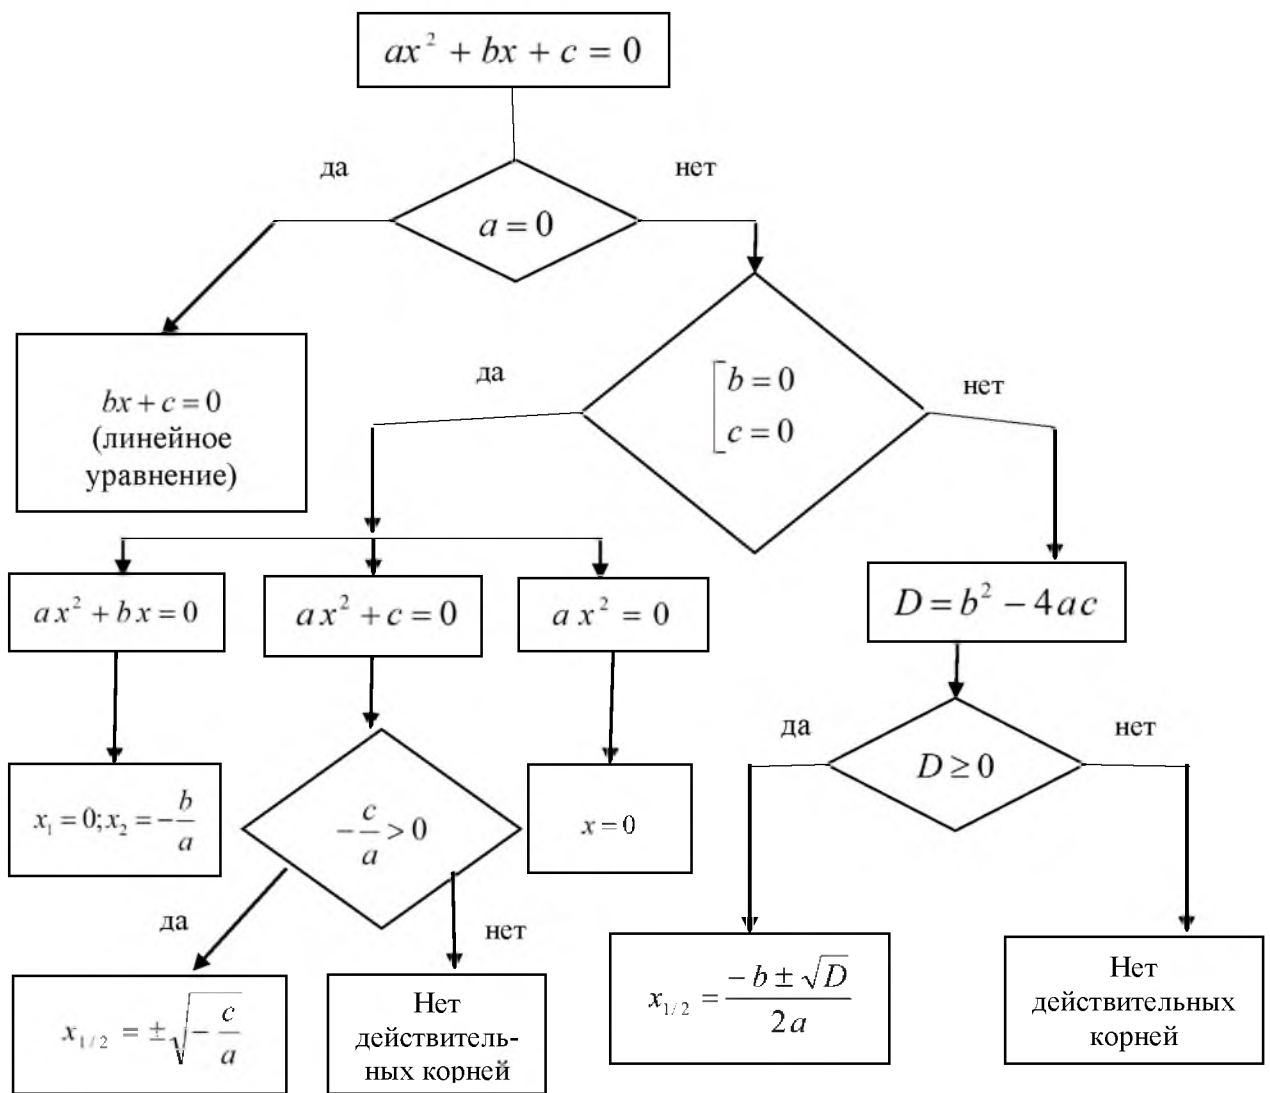 ax² + bx + c = 0
да
нет
a = 0
bx + c = 0
(линейное
уравнение)
да
b = 0
c = 0
нет
ax² + bx = 0
ax² + c = 0
ax² = 0
D = b² − 4ac
да
нет
D ≥ 0
x₁ = 0; x₂ = −b/a
−c/a > 0
x = 0
да
нет
x₁/₂ = ±√(−c/a)
Нет
действитель-
ных корней
x₁/₂ = (−b ± √D)/2a
Нет
действительных
корней